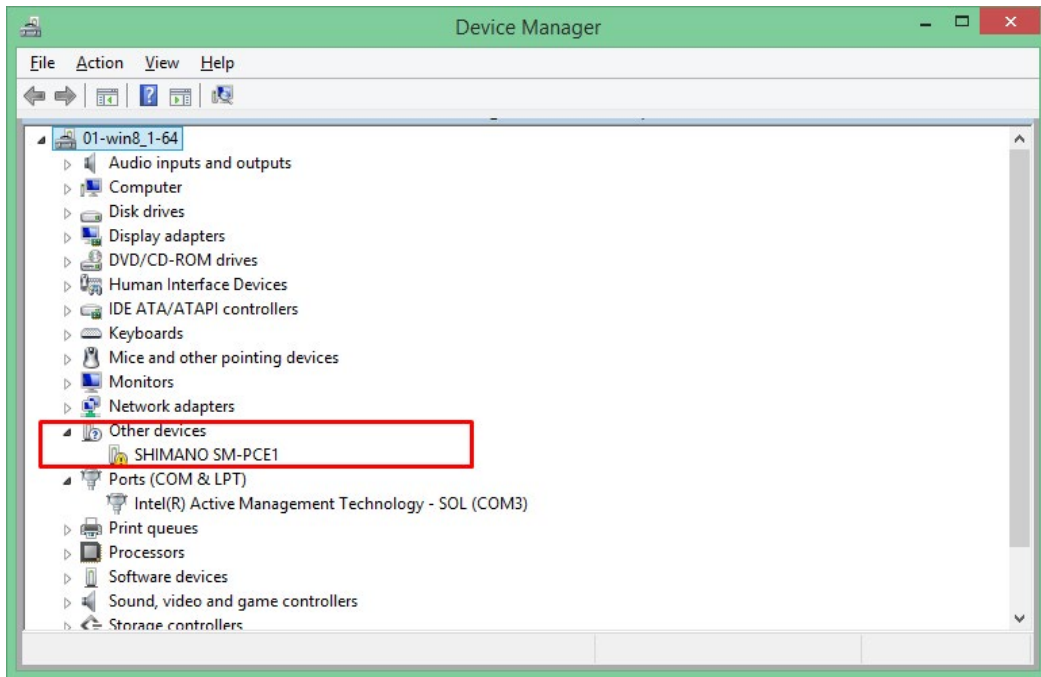 Device Manager
File Action View Help
01-win8_1-64
Audio inputs and outputs
Computer
Disk drives
Display adapters
DVD/CD-ROM drives
Human Interface Devices
IDE ATA/ATAPI controllers
Keyboards
Mice and other pointing devices
Monitors
Network adapters
Other devices
SHIMANO SM-PCE1
Ports (COM & LPT)
Intel(R) Active Management Technology - SOL (COM3)
Print queues
Processors
Software devices
Sound, video and game controllers
Storage controllers